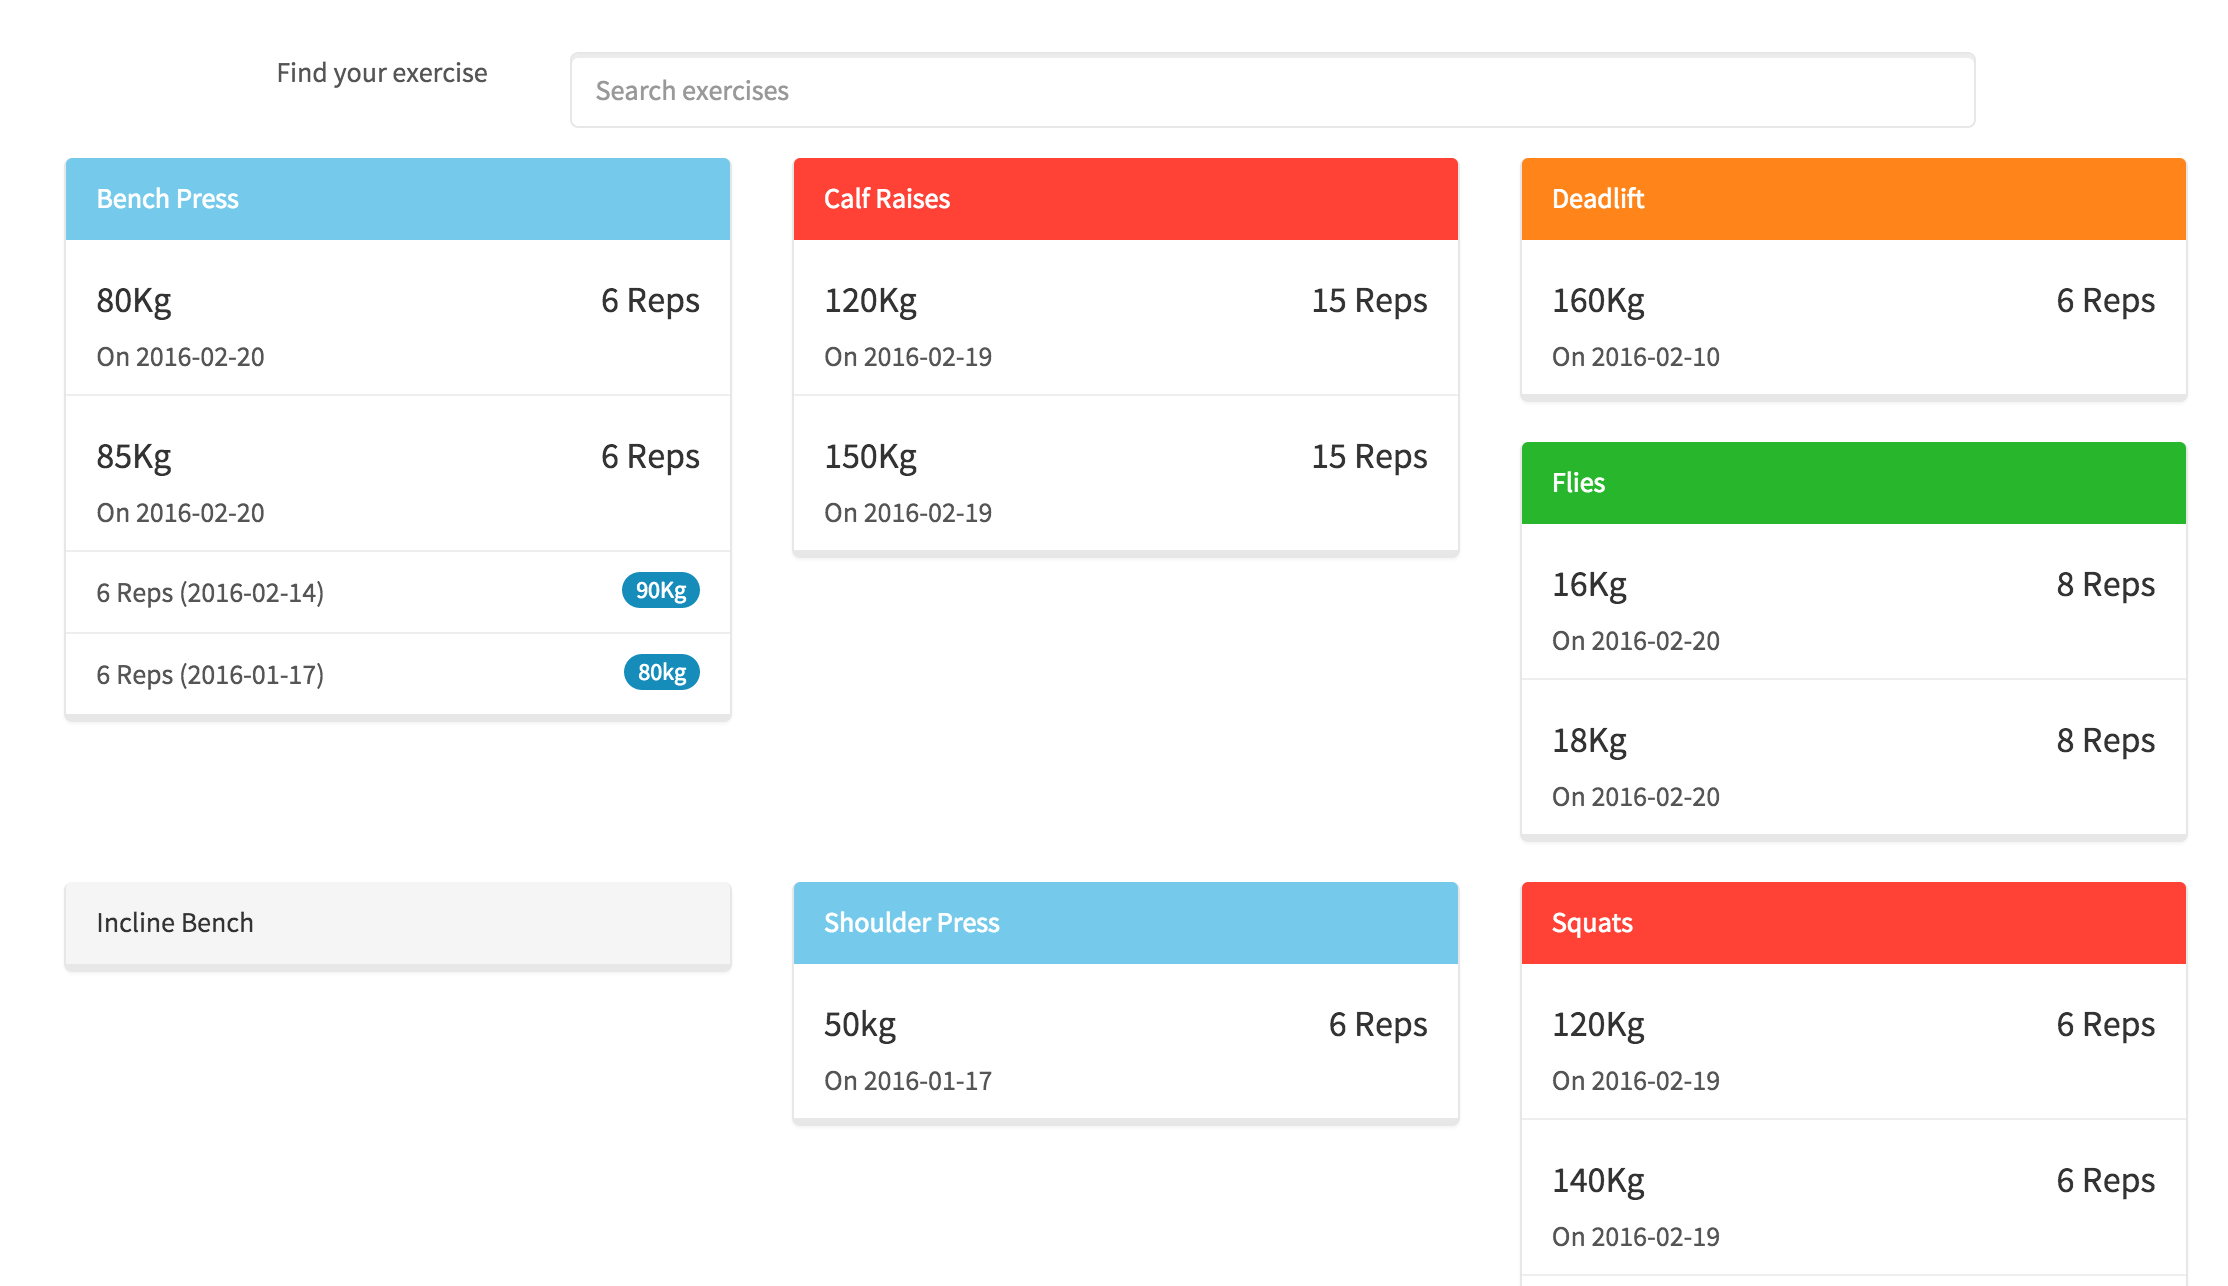 Find your exercise
Search exercises
Bench Press
80Kg 6 Reps
On 2016-02-20
85Kg 6 Reps
On 2016-02-20
6 Reps (2016-02-14) 90Kg
6 Reps (2016-01-17) 80kg
Calf Raises
120Kg 15 Reps
On 2016-02-19
150Kg 15 Reps
On 2016-02-19
Deadlift
160Kg 6 Reps
On 2016-02-10
Flies
16Kg 8 Reps
On 2016-02-20
18Kg 8 Reps
On 2016-02-20
Incline Bench
Shoulder Press
50kg 6 Reps
On 2016-01-17
Squats
120Kg 6 Reps
On 2016-02-19
140Kg 6 Reps
On 2016-02-19